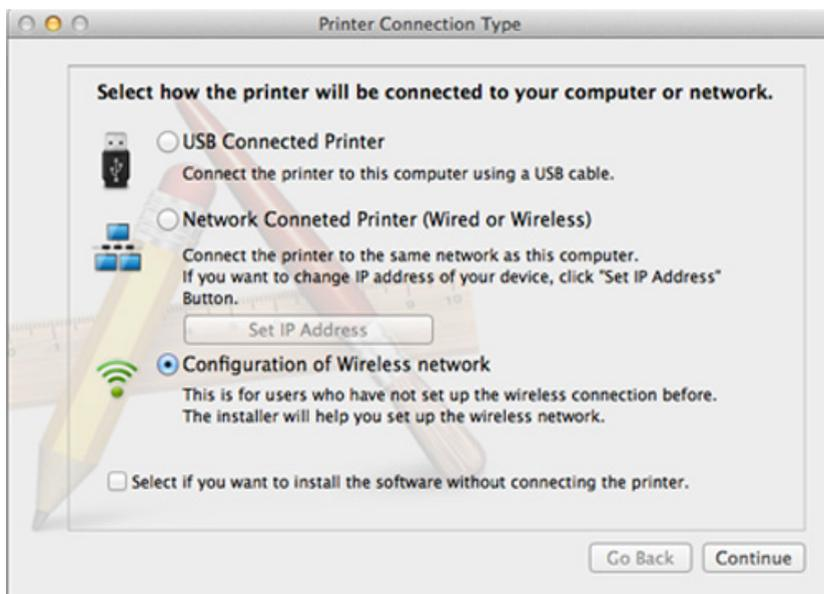 Printer Connection Type
Select how the printer will be connected to your computer or network.
USB Connected Printer
Connect the printer to this computer using a USB cable.
Network Conneted Printer (Wired or Wireless)
Connect the printer to the same network as this computer.
If you want to change IP address of your device, click "Set IP Address"
Button.
Set IP Address
Configuration of Wireless network
This is for users who have not set up the wireless connection before.
The installer will help you set up the wireless network.
Select if you want to install the software without connecting the printer.
Go Back
Continue